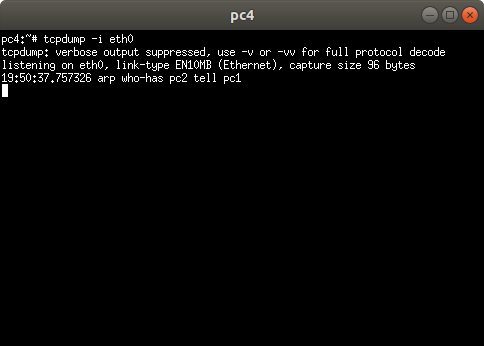 pc4
pc4:~# tcpdump -i eth0
tcpdump: verbose output suppressed, use -v or -vv for full protocol decode
listening on eth0, link-type EN10MB (Ethernet), capture size 96 bytes
19:50:37.757326 arp who-has pc2 tell pc1